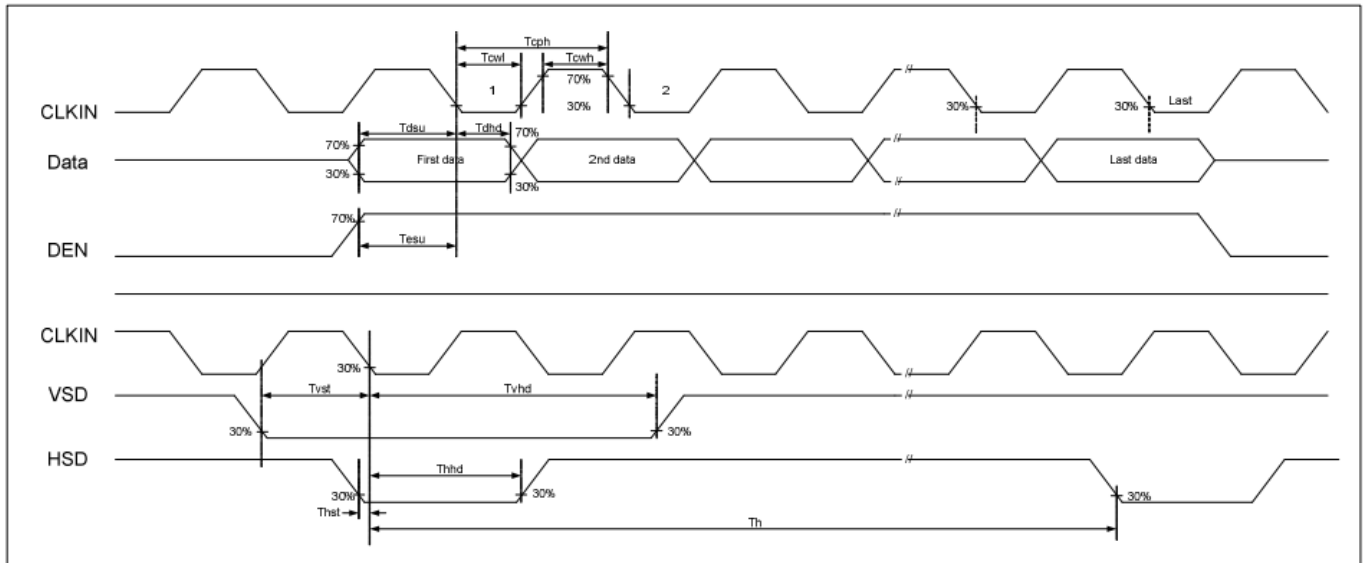 Tcph
Tcwl Tcwh
CLKIN 1 70% 30% 2 // 30% 30% Last
Tdsu Tdhd
Data 70% 30% First data 70% 30% 2nd data // // Last data
DEN 70% Tesu //
CLKIN 30% //
VSD 30% Tvst Tvhd 30% //
HSD 30% Thhd 30% // 30%
Thst
Th